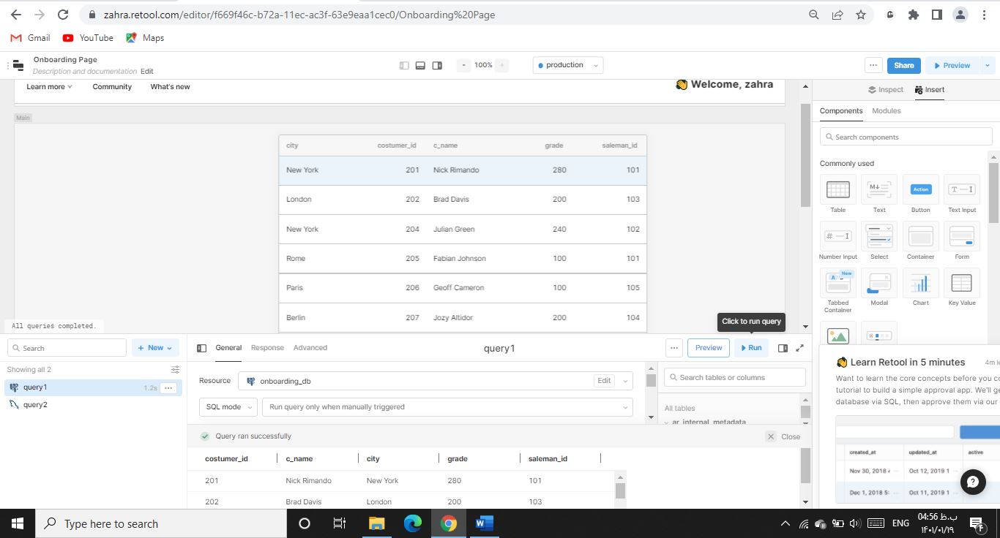 zahra.retool.com/editor/f669f46c-b72a-11ec-ac3f-63e9eaa1cec0/Onboarding%20Page
Gmail YouTube Maps
Onboarding Page
Description and documentation Edit
- 100% +
production
··· Share Preview
Learn more Community What's new
Welcome, zahra
Inspect Insert
Components Modules
Search components
Main
city costumer_id c_name grade saleman_id
New York 201 Nick Rimando 280 101
London 202 Brad Davis 200 103
New York 204 Julian Green 240 102
Rome 205 Fabian Johnson 100 101
Paris 206 Geoff Cameron 100 105
Berlin 207 Jozy Altidor 200 104
Commonly used
Action
Table Text Button Text Input
Number Input Select Container Form
New
Tabbed Container Modal Chart Key Value
All queries completed.
Click to run query
Search + New
Showing all 2
query1 1.2s ···
query2
General Response Advanced
query1
··· Preview Run
Resource onboarding_db Edit
SQL mode Run query only when manually triggered
Search tables or columns
All tables
ar_internal_metadata
Query ran successfully
Close
costumer_id c_name city grade saleman_id
201 Nick Rimando New York 280 101
202 Brad Davis London 200 103
Learn Retool in 5 minutes 4m le
Want to learn the core concepts before you co
tutorial to build a simple approval app. We'll ge
database via SQL, then approve them via our
created_at updated_at active
Nov 30, 2018 Oct 12, 2019 1
Dec 1, 2018 5: Oct 11, 2019 1
Type here to search
ENG
04:56 ب.ظ
۱۴۰۱/۰۱/۱۹